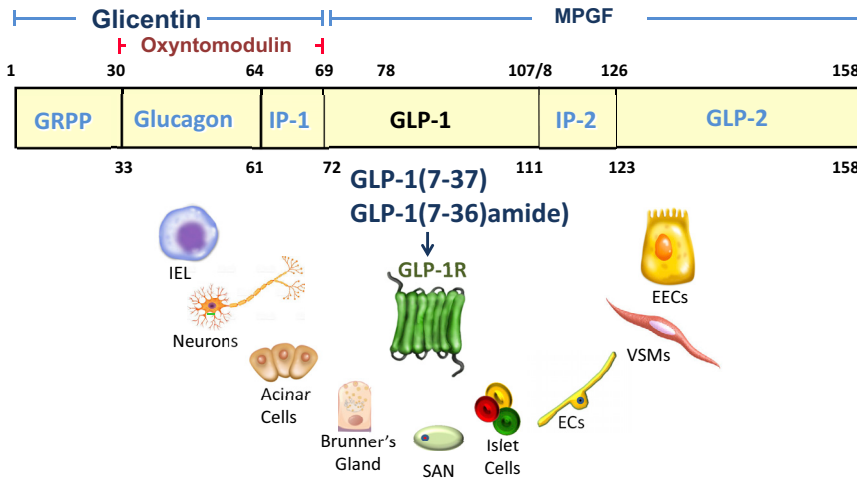 Glicentin
MPGF
Oxyntomodulin
1 30 64 69 78 107/8 126 158
GRPP Glucagon IP-1 GLP-1 IP-2 GLP-2
33 61 72 111 123 158
GLP-1(7-37)
GLP-1(7-36)amide)
GLP-1R
IEL
EECs
Neurons
VSMs
Acinar
Cells
Brunner's
Gland
SAN
Islet
Cells
ECs